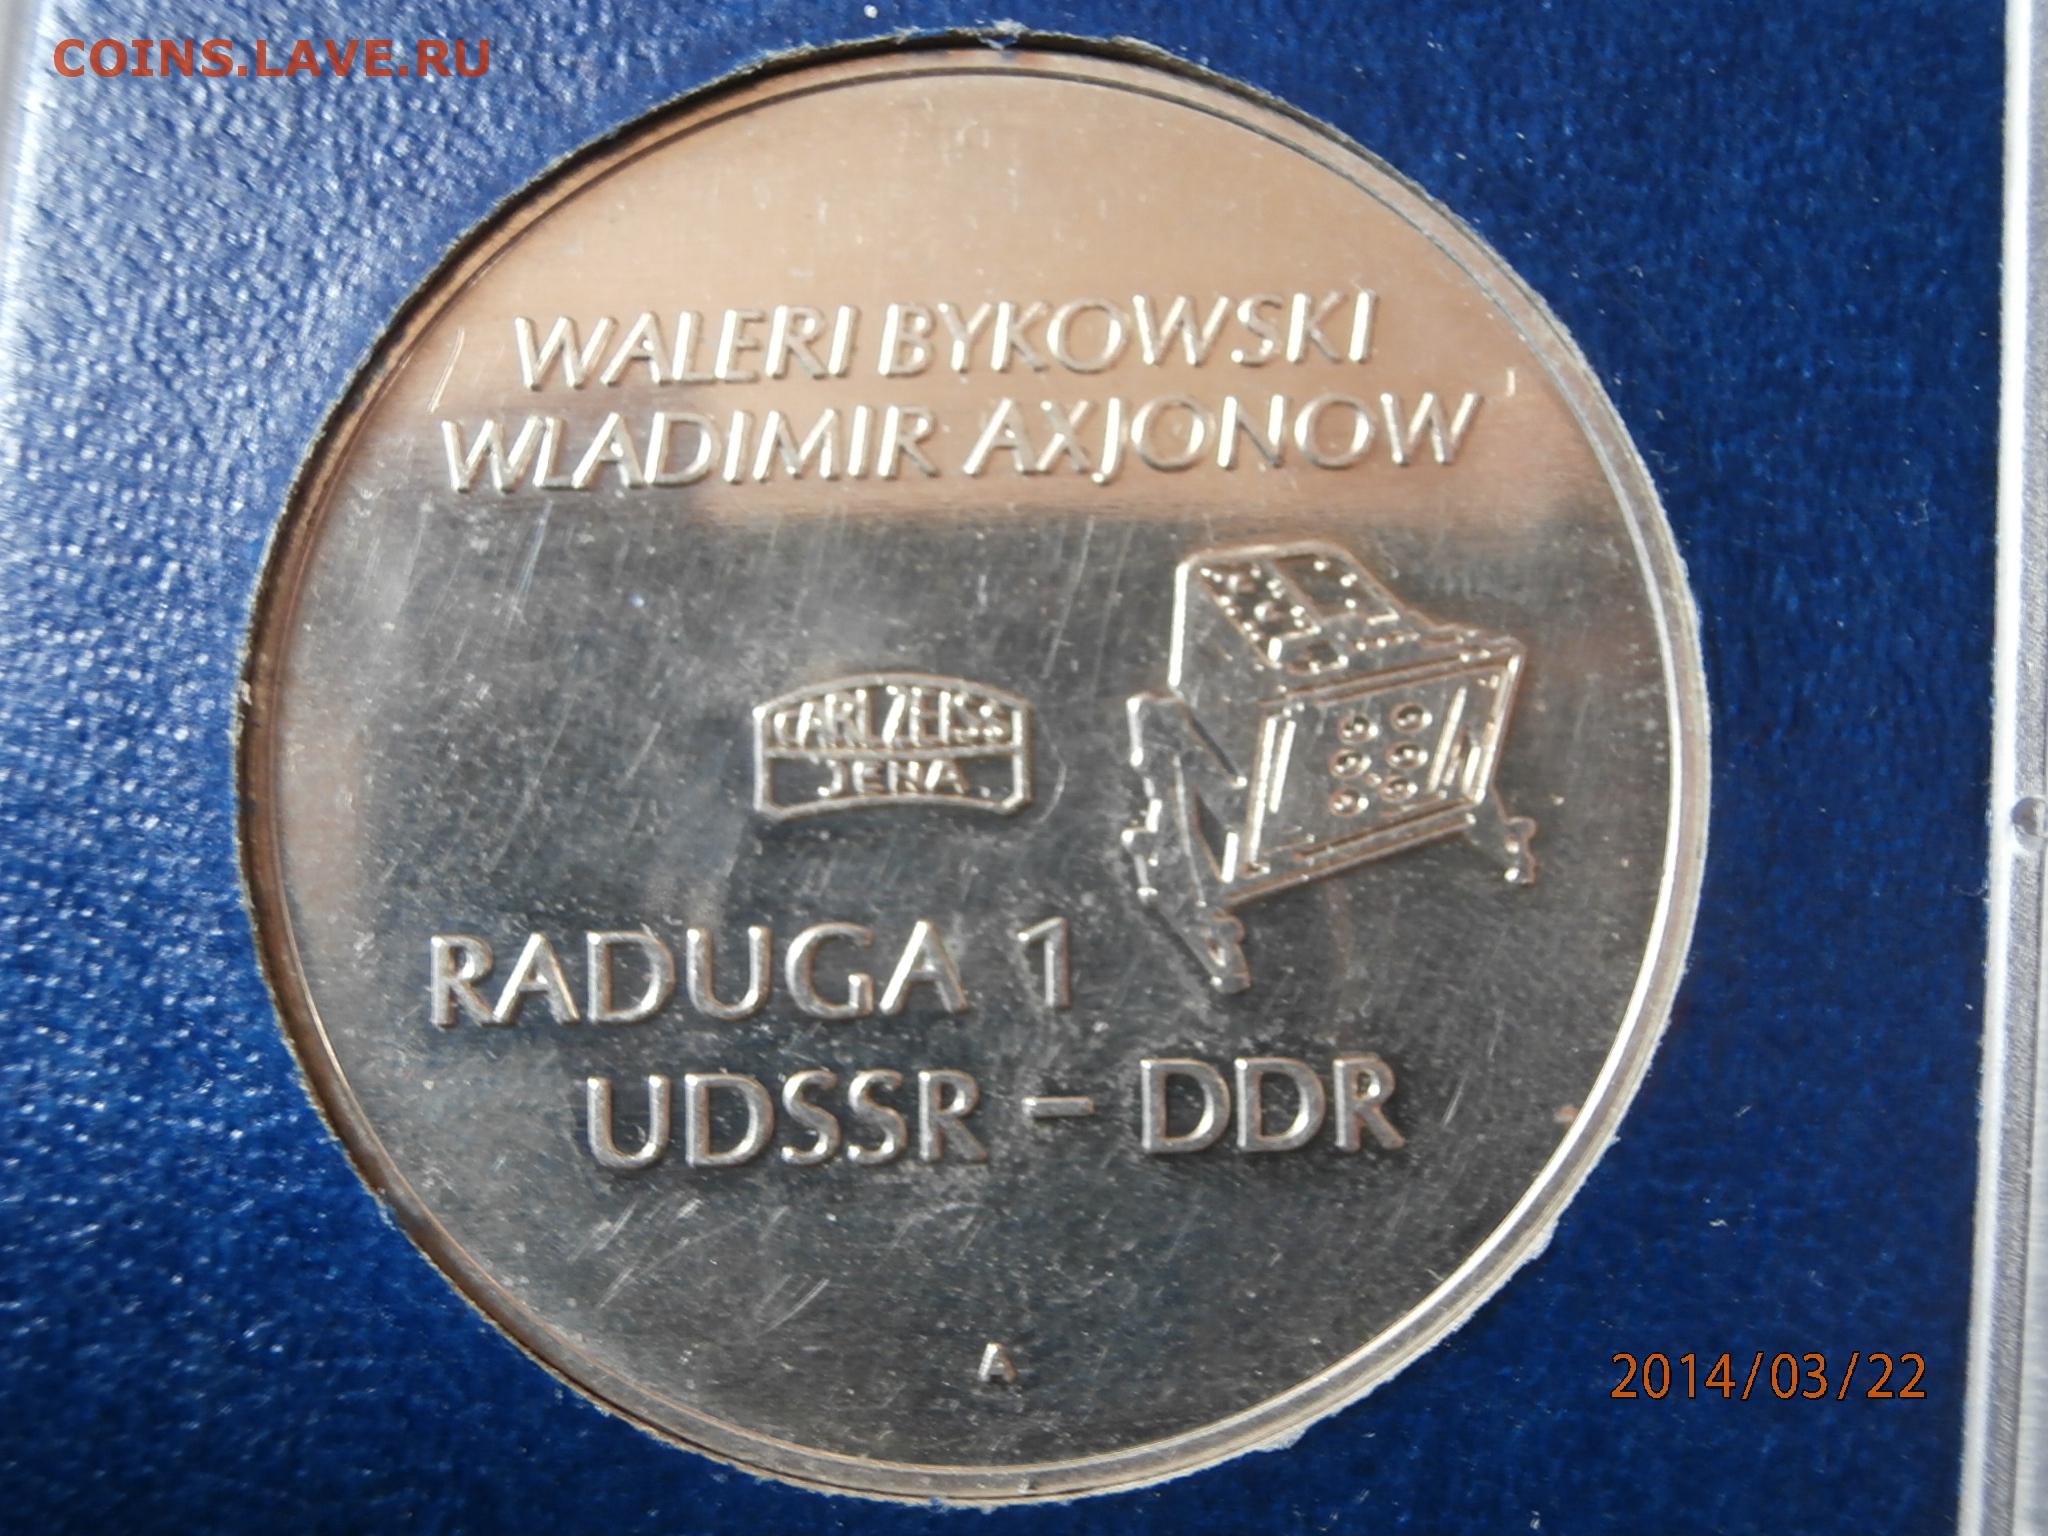 COINS.LAVE.RU
WALERI BYKOWSKI
WLADIMIR AXJONOW
CARL ZEISS
JENA
RADUGA 1
UDSSR – DDR
A
2014/03/22